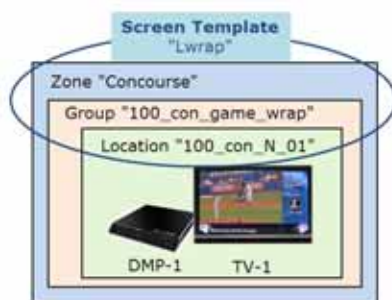 Screen Template
"Lwrap"
Zone "Concourse"
Group "100_con_game_wrap"
Location "100_con_N_01"
DMP-1 TV-1